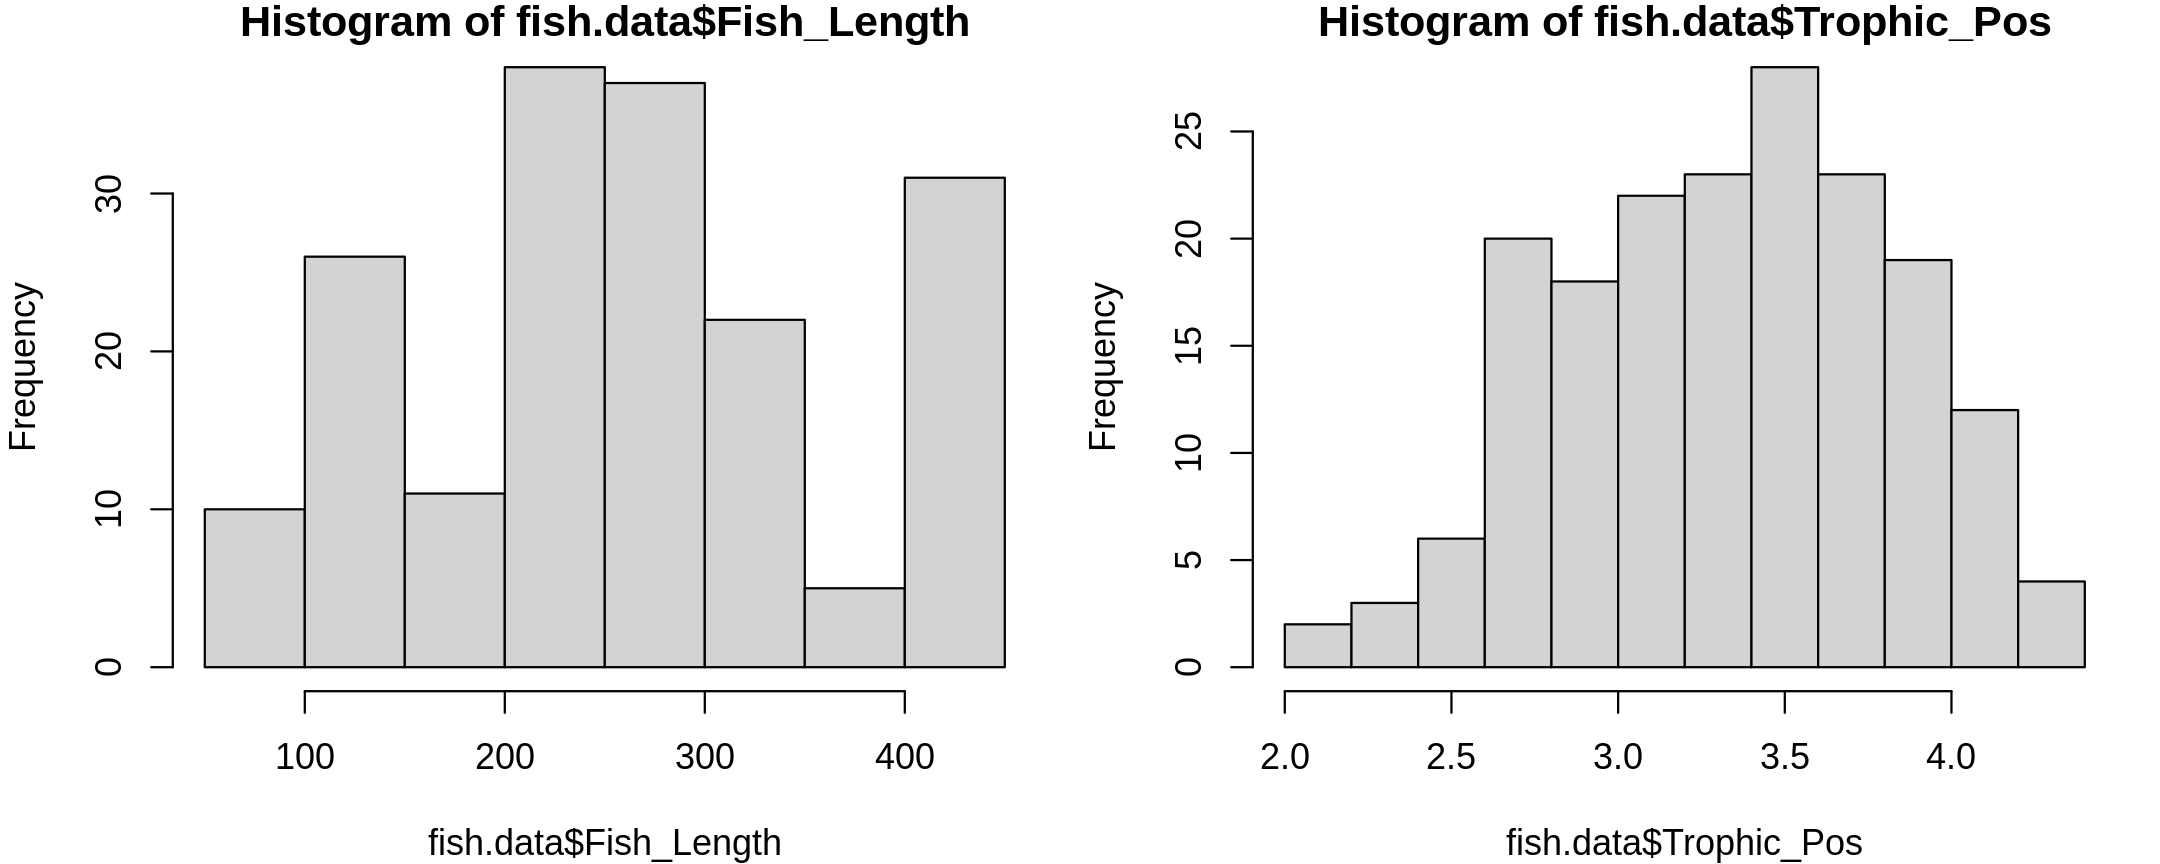 Histogram of fish.data$Fish_Length
Frequency
0 10 20 30
100 200 300 400
fish.data$Fish_Length
Histogram of fish.data$Trophic_Pos
Frequency
0 5 10 15 20 25
2.0 2.5 3.0 3.5 4.0
fish.data$Trophic_Pos